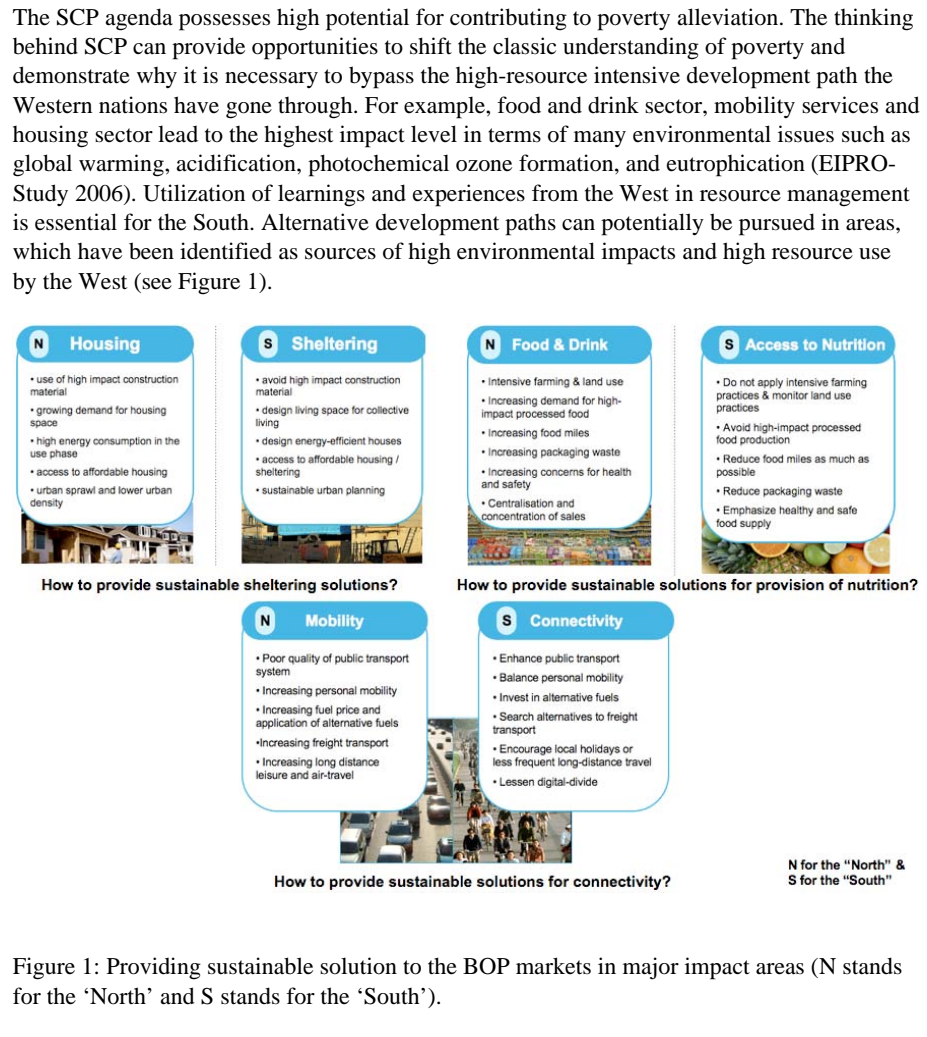 The SCP agenda possesses high potential for contributing to poverty alleviation. The thinking
behind SCP can provide opportunities to shift the classic understanding of poverty and
demonstrate why it is necessary to bypass the high-resource intensive development path the
Western nations have gone through. For example, food and drink sector, mobility services and
housing sector lead to the highest impact level in terms of many environmental issues such as
global warming, acidification, photochemical ozone formation, and eutrophication (EIPRO-
Study 2006). Utilization of learnings and experiences from the West in resource management
is essential for the South. Alternative development paths can potentially be pursued in areas,
which have been identified as sources of high environmental impacts and high resource use
by the West (see Figure 1).
N Housing
• use of high impact construction
material
• growing demand for housing
space
• high energy consumption in the
use phase
• access to affordable housing
• urban sprawl and lower urban
density
S Sheltering
• avoid high impact construction
material
• design living space for collective
living
• design energy-efficient houses
• access to affordable housing /
sheltering
• sustainable urban planning
How to provide sustainable sheltering solutions?
N Food & Drink
• Intensive farming & land use
• Increasing demand for high-
impact processed food
• Increasing food miles
• Increasing packaging waste
• Increasing concerns for health
and safety
• Centralisation and
concentration of sales
S Access to Nutrition
• Do not apply intensive farming
practices & monitor land use
practices
• Avoid high-impact processed
food production
• Reduce food miles as much as
possible
• Reduce packaging waste
• Emphasize healthy and safe
food supply
How to provide sustainable solutions for provision of nutrition?
N Mobility
• Poor quality of public transport
system
• Increasing personal mobility
• Increasing fuel price and
application of alternative fuels
•Increasing freight transport
• Increasing long distance
leisure and air-travel
S Connectivity
• Enhance public transport
• Balance personal mobility
• Invest in alternative fuels
• Search alternatives to freight
transport
• Encourage local holidays or
less frequent long-distance travel
• Lessen digital-divide
How to provide sustainable solutions for connectivity?
N for the “North” &
S for the “South”
Figure 1: Providing sustainable solution to the BOP markets in major impact areas (N stands
for the ‘North’ and S stands for the ‘South’).